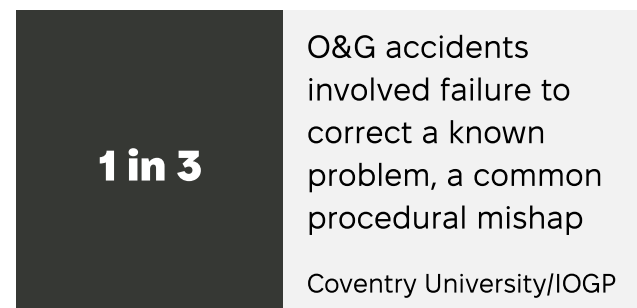 1 in 3
O&G accidents
involved failure to
correct a known
problem, a common
procedural mishap
Coventry University/IOGP